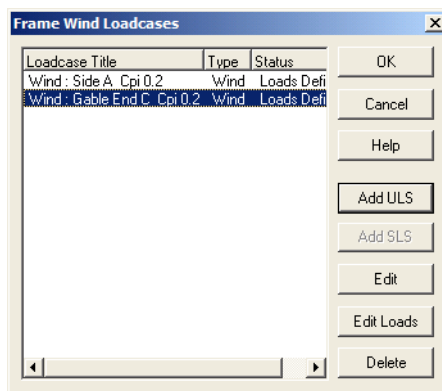 Frame Wind Loadcases
Loadcase Title Type Status
Wind : Side A Cpi 0.2 Wind Loads Defi
Wind : Gable End C Cpi 0.2 Wind Loads Defi
OK
Cancel
Help
Add ULS
Add SLS
Edit
Edit Loads
Delete